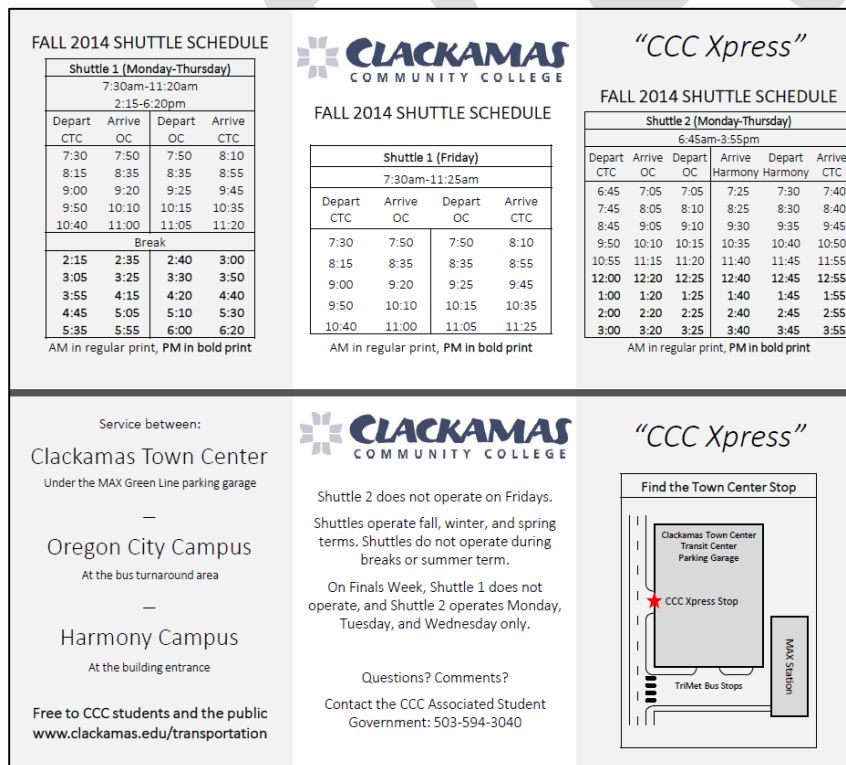 FALL 2014 SHUTTLE SCHEDULE
Shuttle 1 (Monday-Thursday)
7:30am-11:20am
2:15-6:20pm
Depart CTC Arrive OC Depart OC Arrive CTC
7:30 7:50 7:50 8:10
8:15 8:35 8:35 8:55
9:00 9:20 9:25 9:45
9:50 10:10 10:15 10:35
10:40 11:00 11:05 11:20
Break
2:15 2:35 2:40 3:00
3:05 3:25 3:30 3:50
3:55 4:15 4:20 4:40
4:45 5:05 5:10 5:30
5:35 5:55 6:00 6:20
AM in regular print, PM in bold print
CLACKAMAS
COMMUNITY COLLEGE
FALL 2014 SHUTTLE SCHEDULE
Shuttle 1 (Friday)
7:30am-11:25am
Depart CTC Arrive OC Depart OC Arrive CTC
7:30 7:50 7:50 8:10
8:15 8:35 8:35 8:55
9:00 9:20 9:25 9:45
9:50 10:10 10:15 10:35
10:40 11:00 11:05 11:25
AM in regular print, PM in bold print
“CCC Xpress”
FALL 2014 SHUTTLE SCHEDULE
Shuttle 2 (Monday-Thursday)
6:45am-3:55pm
Depart CTC Arrive OC Depart OC Arrive Harmony Depart Harmony Arrive CTC
6:45 7:05 7:05 7:25 7:30 7:40
7:45 8:05 8:10 8:25 8:30 8:40
8:45 9:05 9:10 9:30 9:35 9:45
9:50 10:10 10:15 10:35 10:40 10:50
10:55 11:15 11:20 11:40 11:45 11:55
12:00 12:20 12:25 12:40 12:45 12:55
1:00 1:20 1:25 1:40 1:45 1:55
2:00 2:20 2:25 2:40 2:45 2:55
3:00 3:20 3:25 3:40 3:45 3:55
AM in regular print, PM in bold print
Service between:
Clackamas Town Center
Under the MAX Green Line parking garage
—
Oregon City Campus
At the bus turnaround area
—
Harmony Campus
At the building entrance
Free to CCC students and the public
www.clackamas.edu/transportation
CLACKAMAS
COMMUNITY COLLEGE
Shuttle 2 does not operate on Fridays.
Shuttles operate fall, winter, and spring
terms. Shuttles do not operate during
breaks or summer term.
On Finals Week, Shuttle 1 does not
operate, and Shuttle 2 operates Monday,
Tuesday, and Wednesday only.
Questions? Comments?
Contact the CCC Associated Student
Government: 503-594-3040
“CCC Xpress”
Find the Town Center Stop
Clackamas Town Center
Transit Center
Parking Garage
CCC Xpress Stop
MAX Station
TriMet Bus Stops